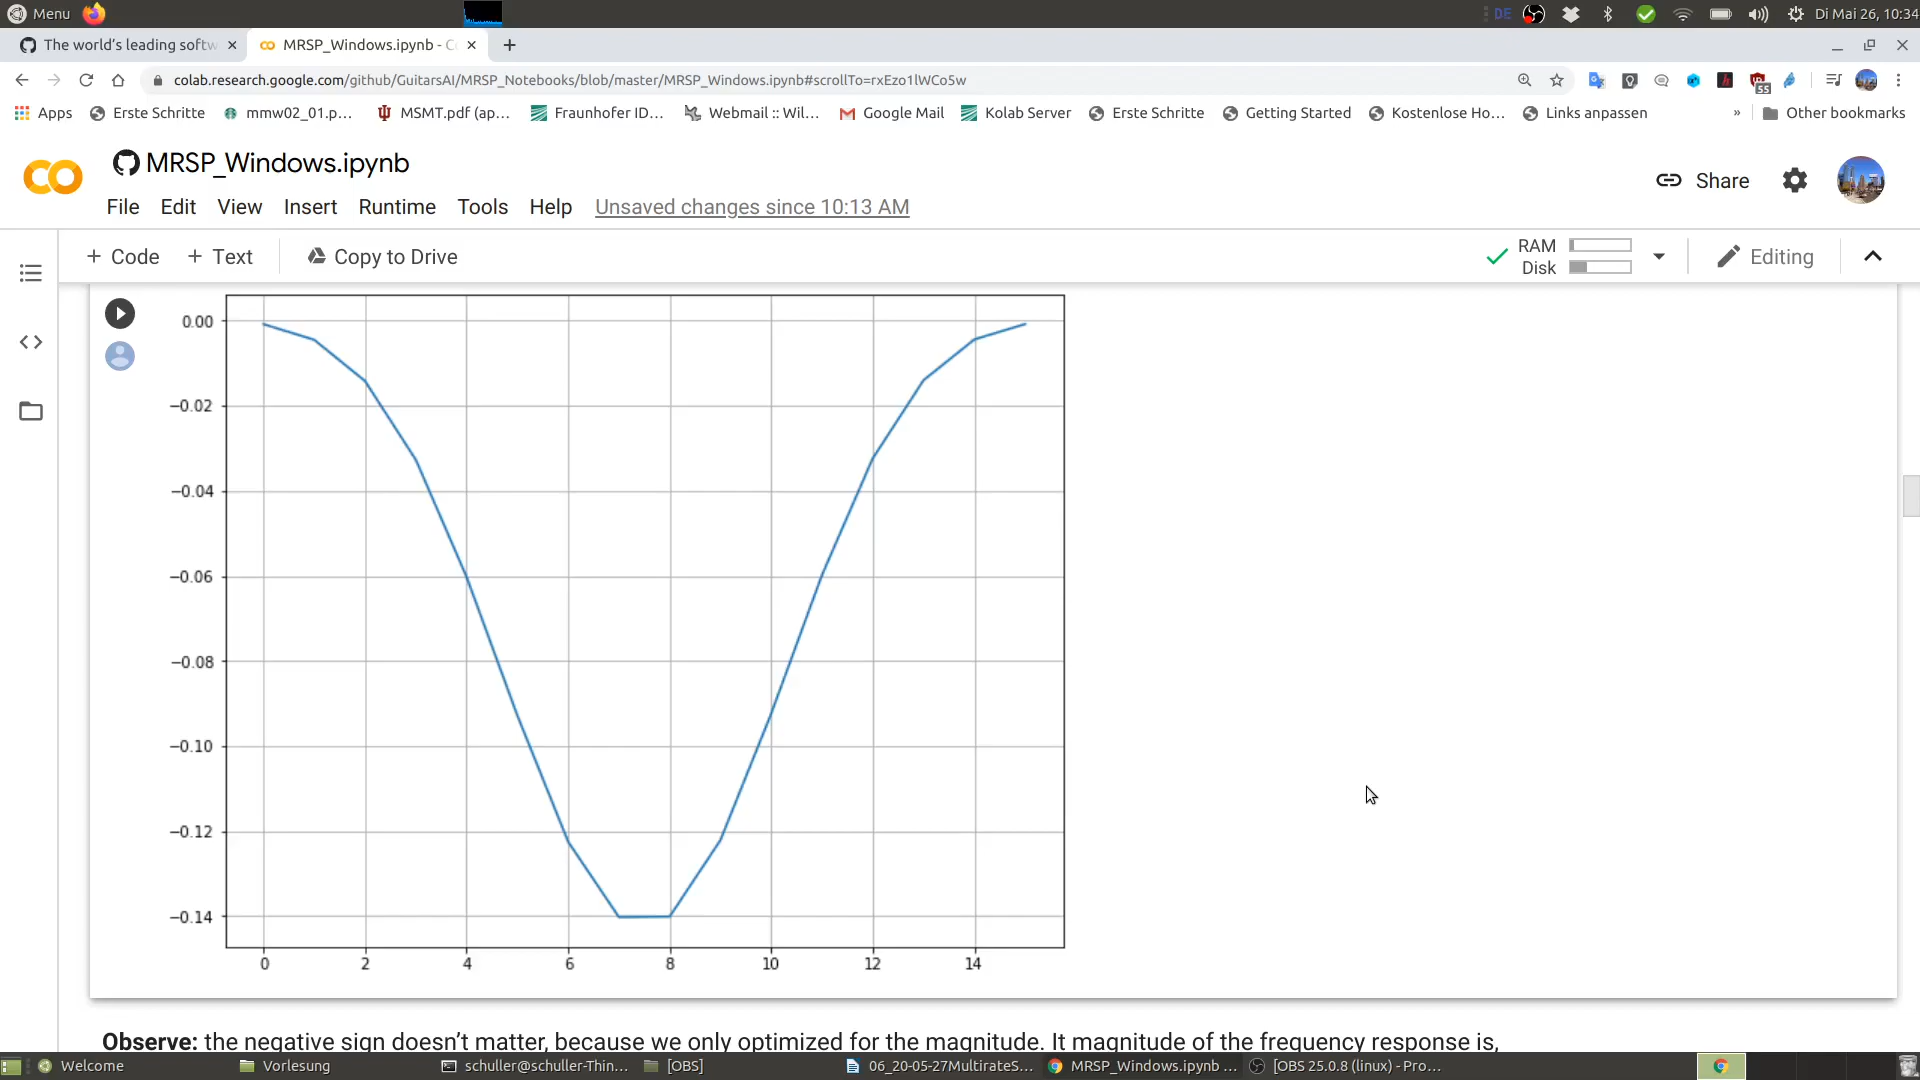 Menu
DE
Di Mai 26, 10:34
The world's leading softw
MRSP_Windows.ipynb - C
colab.research.google.com/github/GuitarsAI/MRSP_Notebooks/blob/master/MRSP_Windows.ipynb#scrollTo=rxEzo1lWCo5w
55
Apps
Erste Schritte
mmw02_01.p...
MSMT.pdf (ap...
Fraunhofer ID...
Webmail :: Wil...
Google Mail
Kolab Server
Erste Schritte
Getting Started
Kostenlose Ho...
Links anpassen
»
Other bookmarks
MRSP_Windows.ipynb
Share
File Edit View Insert Runtime Tools Help Unsaved changes since 10:13 AM
+ Code + Text Copy to Drive
RAM
Disk
Editing
0.00
−0.02
−0.04
−0.06
−0.08
−0.10
−0.12
−0.14
0 2 4 6 8 10 12 14
Observe: the negative sign doesn't matter, because we only optimized for the magnitude. It magnitude of the frequency response is,
Welcome
Vorlesung
schuller@schuller-Thin...
[OBS]
06_20-05-27MultirateS...
MRSP_Windows.ipynb ...
[OBS 25.0.8 (linux) - Pro...